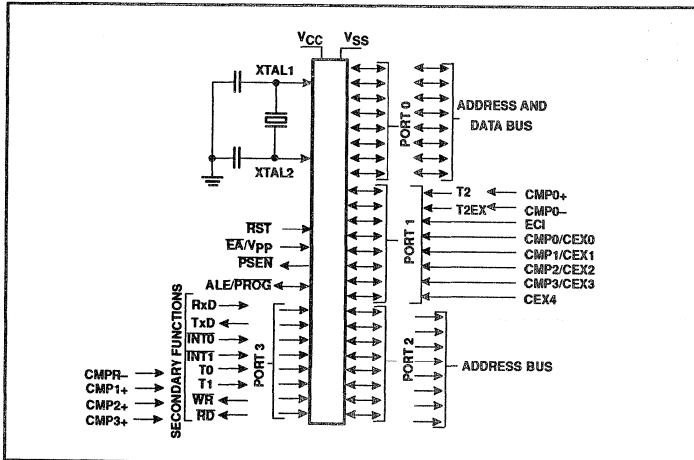 VCC VSS
XTAL1
XTAL2
PORT 0
ADDRESS AND
DATA BUS
RST
EA/VPP
PSEN
ALE/PROG
PORT 1
T2 CMP0+
T2EX CMP0–
ECI
CMP0/CEX0
CMP1/CEX1
CMP2/CEX2
CMP3/CEX3
CEX4
SECONDARY FUNCTIONS
RxD
TxD
INT0
INT1
T0
T1
WR
RD
CMPR–
CMP1+
CMP2+
CMP3+
PORT 3
PORT 2
ADDRESS BUS